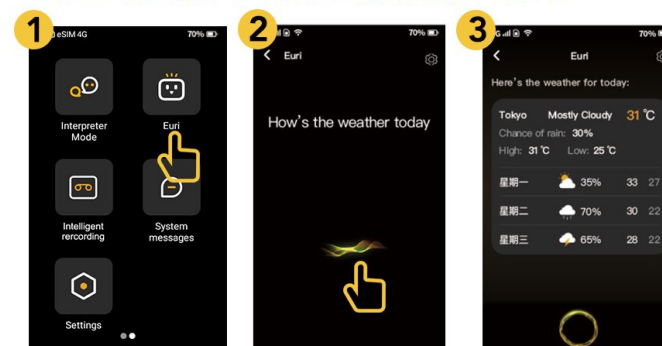 1
eSIM 4G
70%
Interpreter
Mode
Euri
Intelligent
rercording
System
messages
Settings
2
70%
Euri
How's the weather today
3
G
70%
Euri
Here's the weather for today:
Tokyo Mostly Cloudy 31 ℃
Chance of rain: 30%
High: 31 ℃ Low: 25 ℃
星期一 35% 33 27
星期二 70% 30 22
星期三 65% 28 22